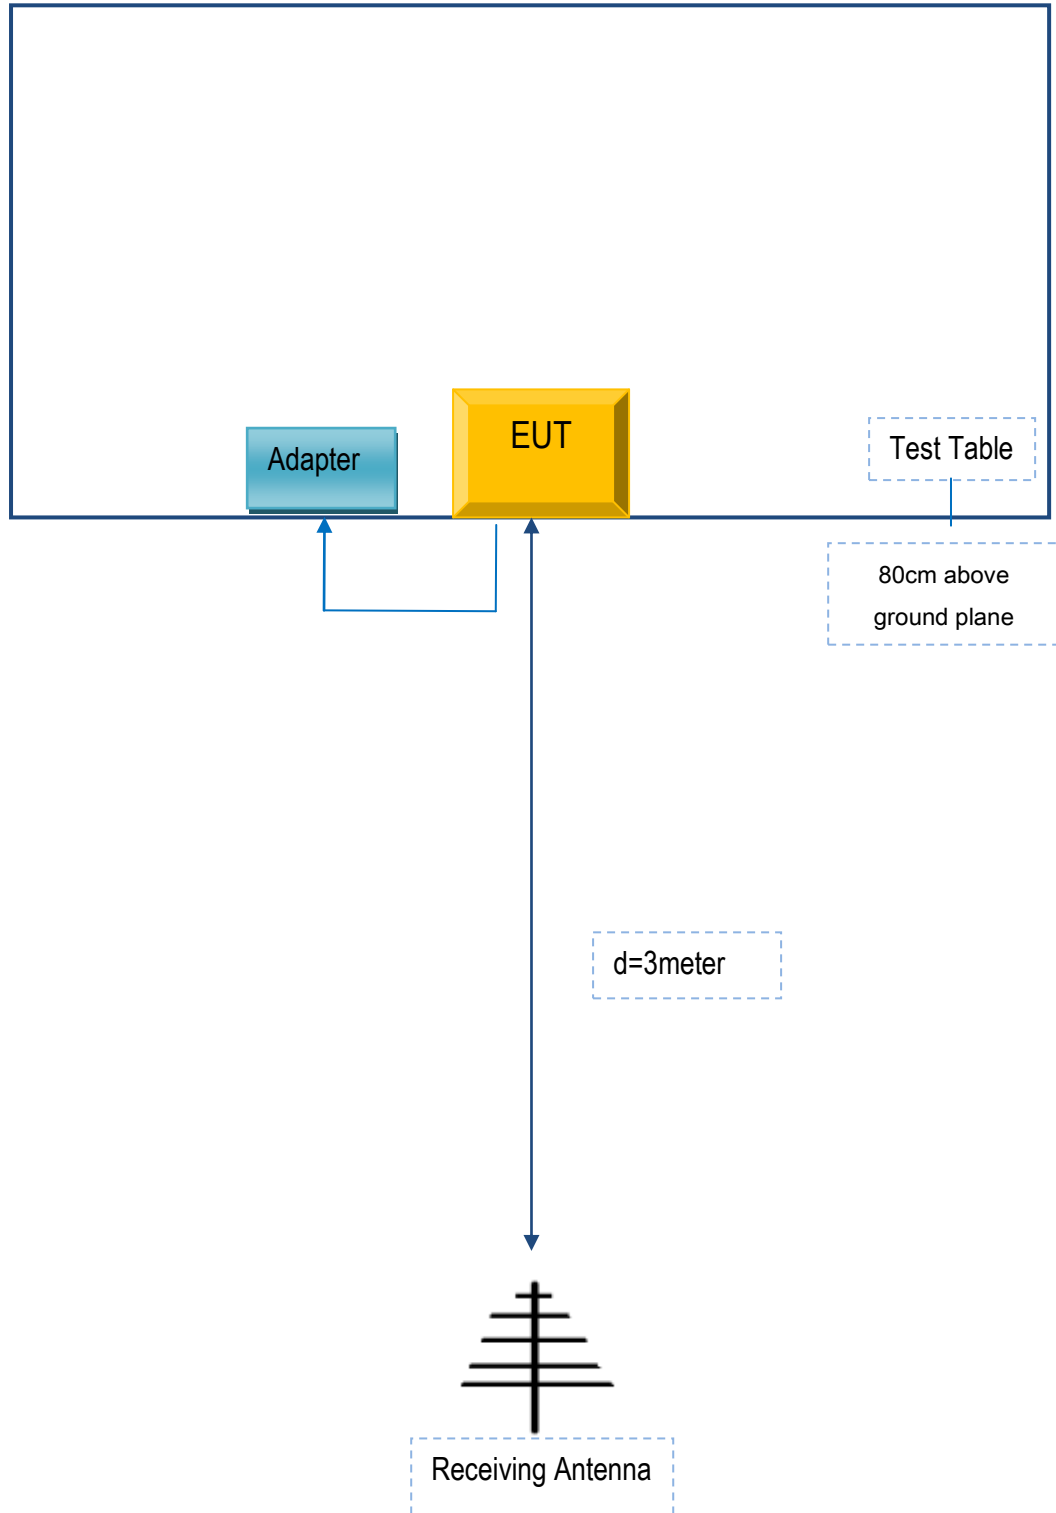 EUT
Adapter
Test Table
80cm above
ground plane
d=3meter
Receiving Antenna